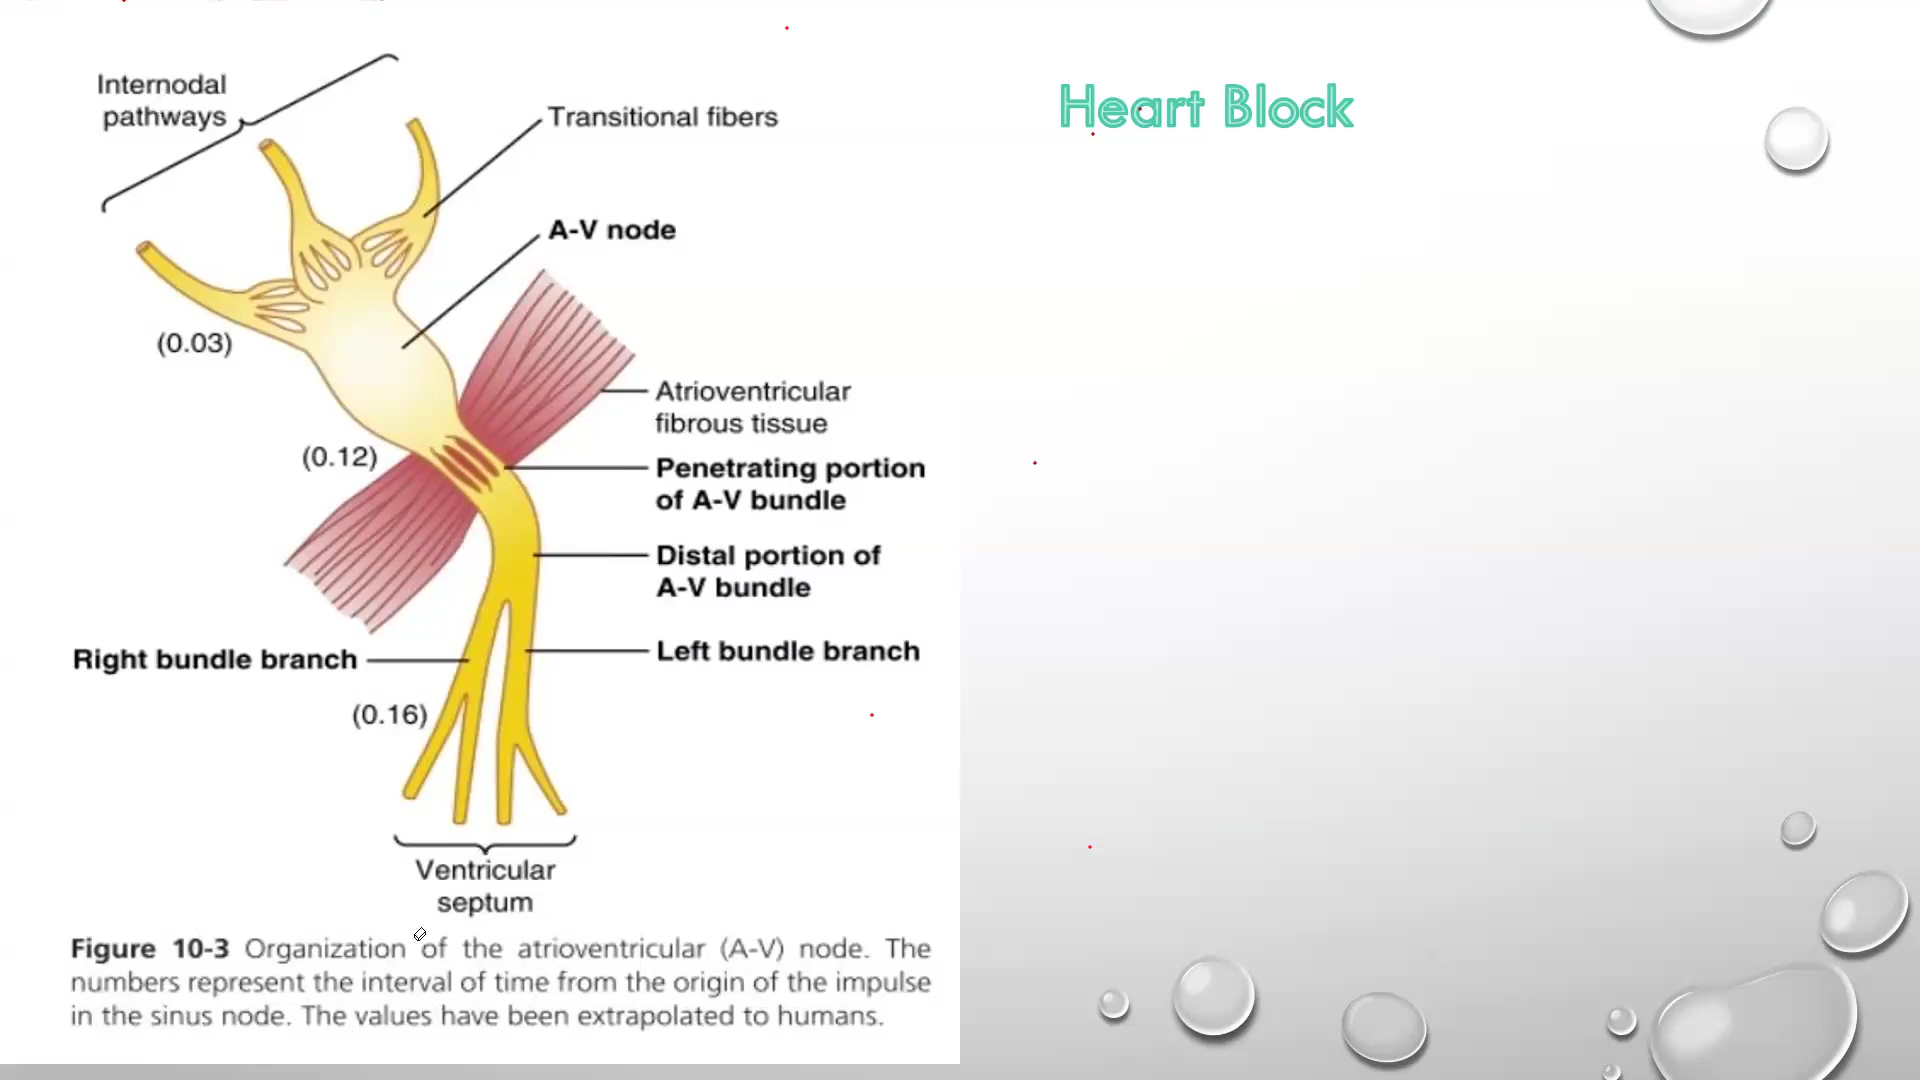 Internodal
pathways
Transitional fibers
A-V node
(0.03)
Atrioventricular
fibrous tissue
(0.12)
Penetrating portion
of A-V bundle
Distal portion of
A-V bundle
Right bundle branch
Left bundle branch
(0.16)
Ventricular
septum
Figure 10-3 Organization of the atrioventricular (A-V) node. The
numbers represent the interval of time from the origin of the impulse
in the sinus node. The values have been extrapolated to humans.
Heart Block